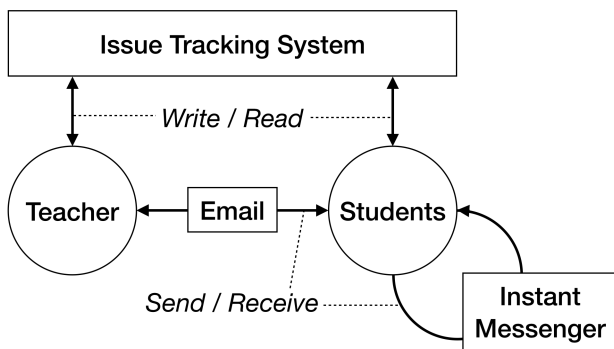 Issue Tracking System
Write / Read
Teacher
Email
Students
Send / Receive
Instant
Messenger